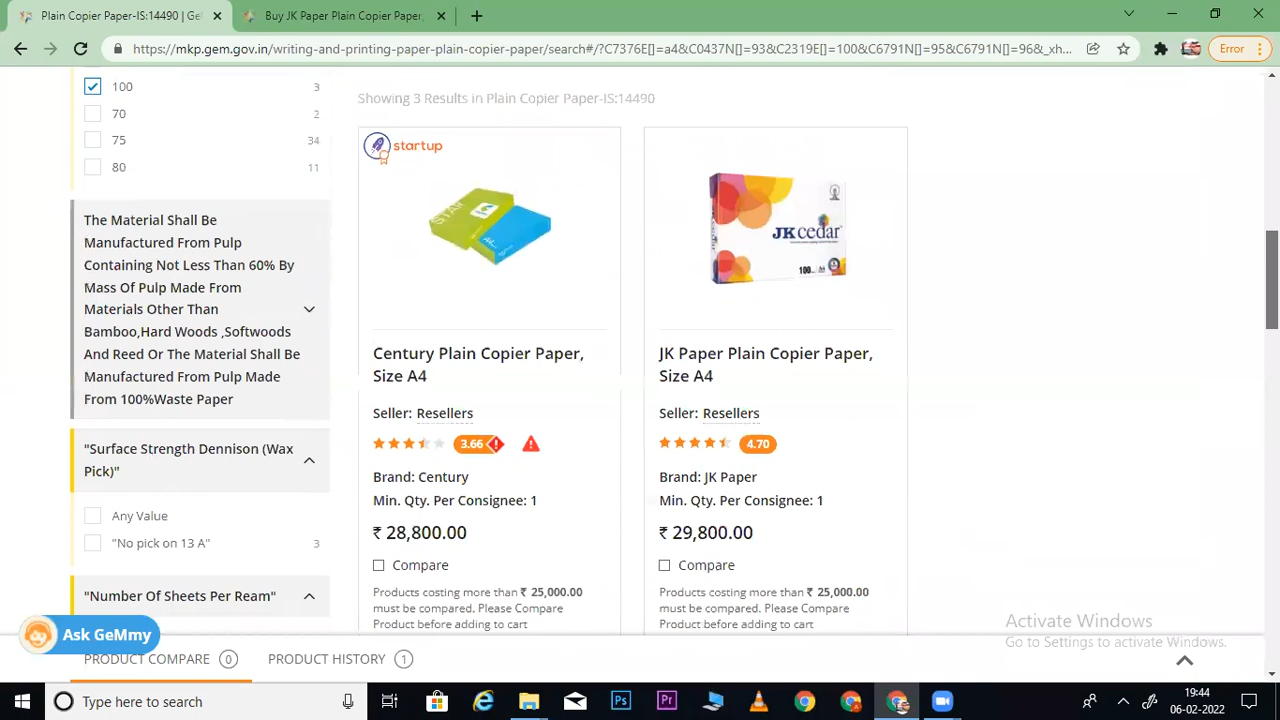 Plain Copier Paper-IS:14490 | Ge
Buy JK Paper Plain Copier Paper,
https://mkp.gem.gov.in/writing-and-printing-paper-plain-copier-paper/search#/?C7376E[]=a4&C0437N[]=93&C2319E[]=100&C6791N[]=95&C6791N[]=96&_xh...
Error
100 3
70 2
75 34
80 11
The Material Shall Be
Manufactured From Pulp
Containing Not Less Than 60% By
Mass Of Pulp Made From
Materials Other Than
Bamboo,Hard Woods ,Softwoods
And Reed Or The Material Shall Be
Manufactured From Pulp Made
From 100%Waste Paper
"Surface Strength Dennison (Wax
Pick)"
Any Value
"No pick on 13 A" 3
"Number Of Sheets Per Ream"
Ask GeMmy
Showing 3 Results in Plain Copier Paper-IS:14490
startup
Century Plain Copier Paper,
Size A4
Seller: Resellers
3.66
Brand: Century
Min. Qty. Per Consignee: 1
₹ 28,800.00
Compare
Products costing more than ₹ 25,000.00
must be compared. Please Compare
Product before adding to cart
JK cedar
100
JK Paper Plain Copier Paper,
Size A4
Seller: Resellers
4.70
Brand: JK Paper
Min. Qty. Per Consignee: 1
₹ 29,800.00
Compare
Products costing more than ₹ 25,000.00
must be compared. Please Compare
Product before adding to cart
Activate Windows
Go to Settings to activate Windows.
PRODUCT COMPARE 0
PRODUCT HISTORY 1
Type here to search
Ps
Pr
19:44
06-02-2022